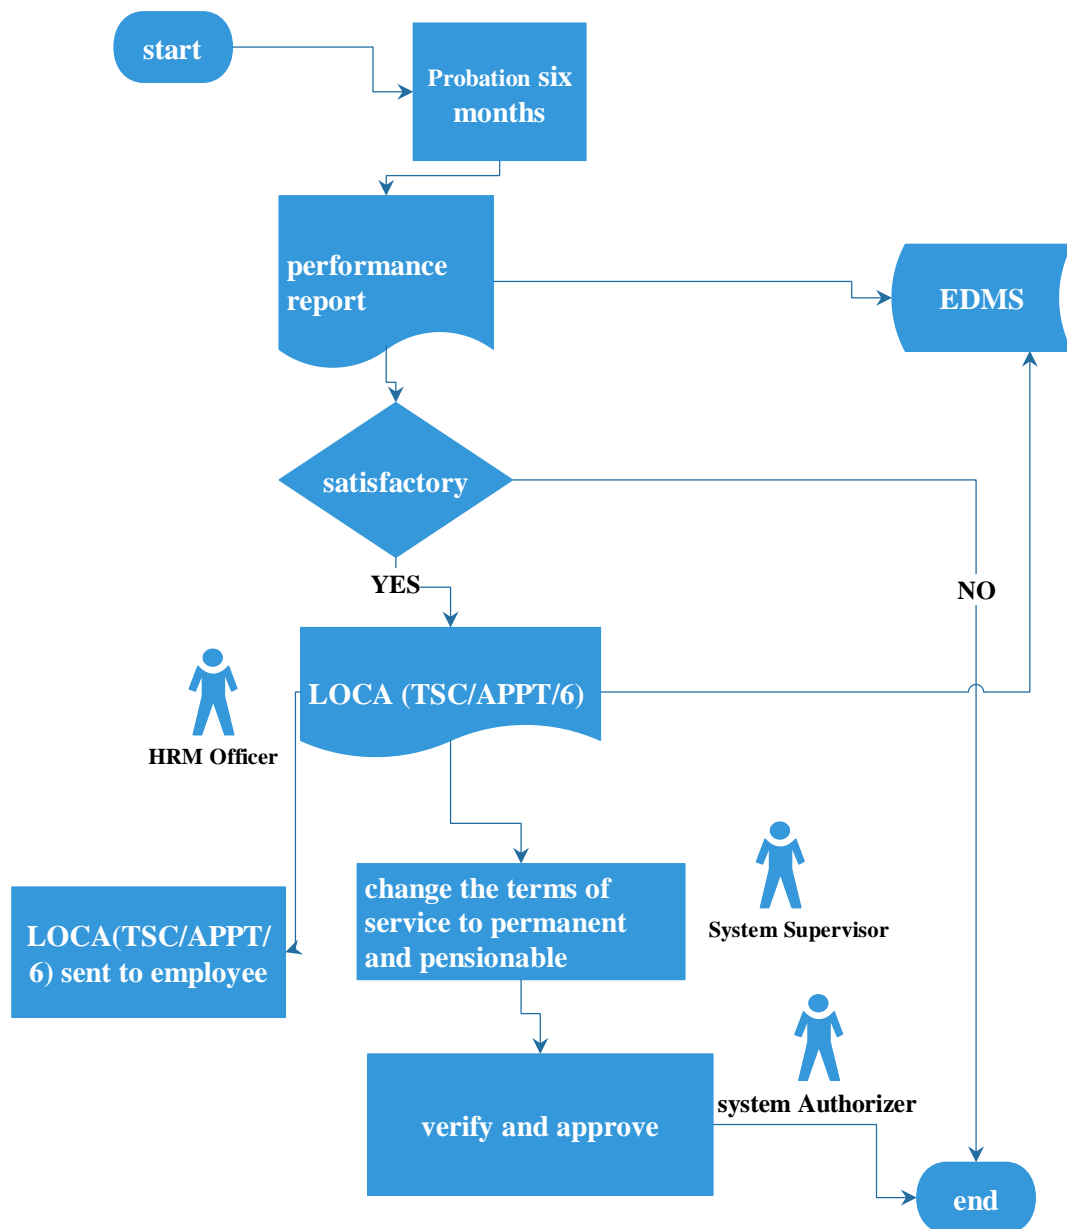 start
Probation six
months
performance
report
EDMS
satisfactory
YES
NO
LOCA (TSC/APPT/6)
HRM Officer
change the terms of
service to permanent
and pensionable
System Supervisor
LOCA(TSC/APPT/
6) sent to employee
verify and approve
system Authorizer
end